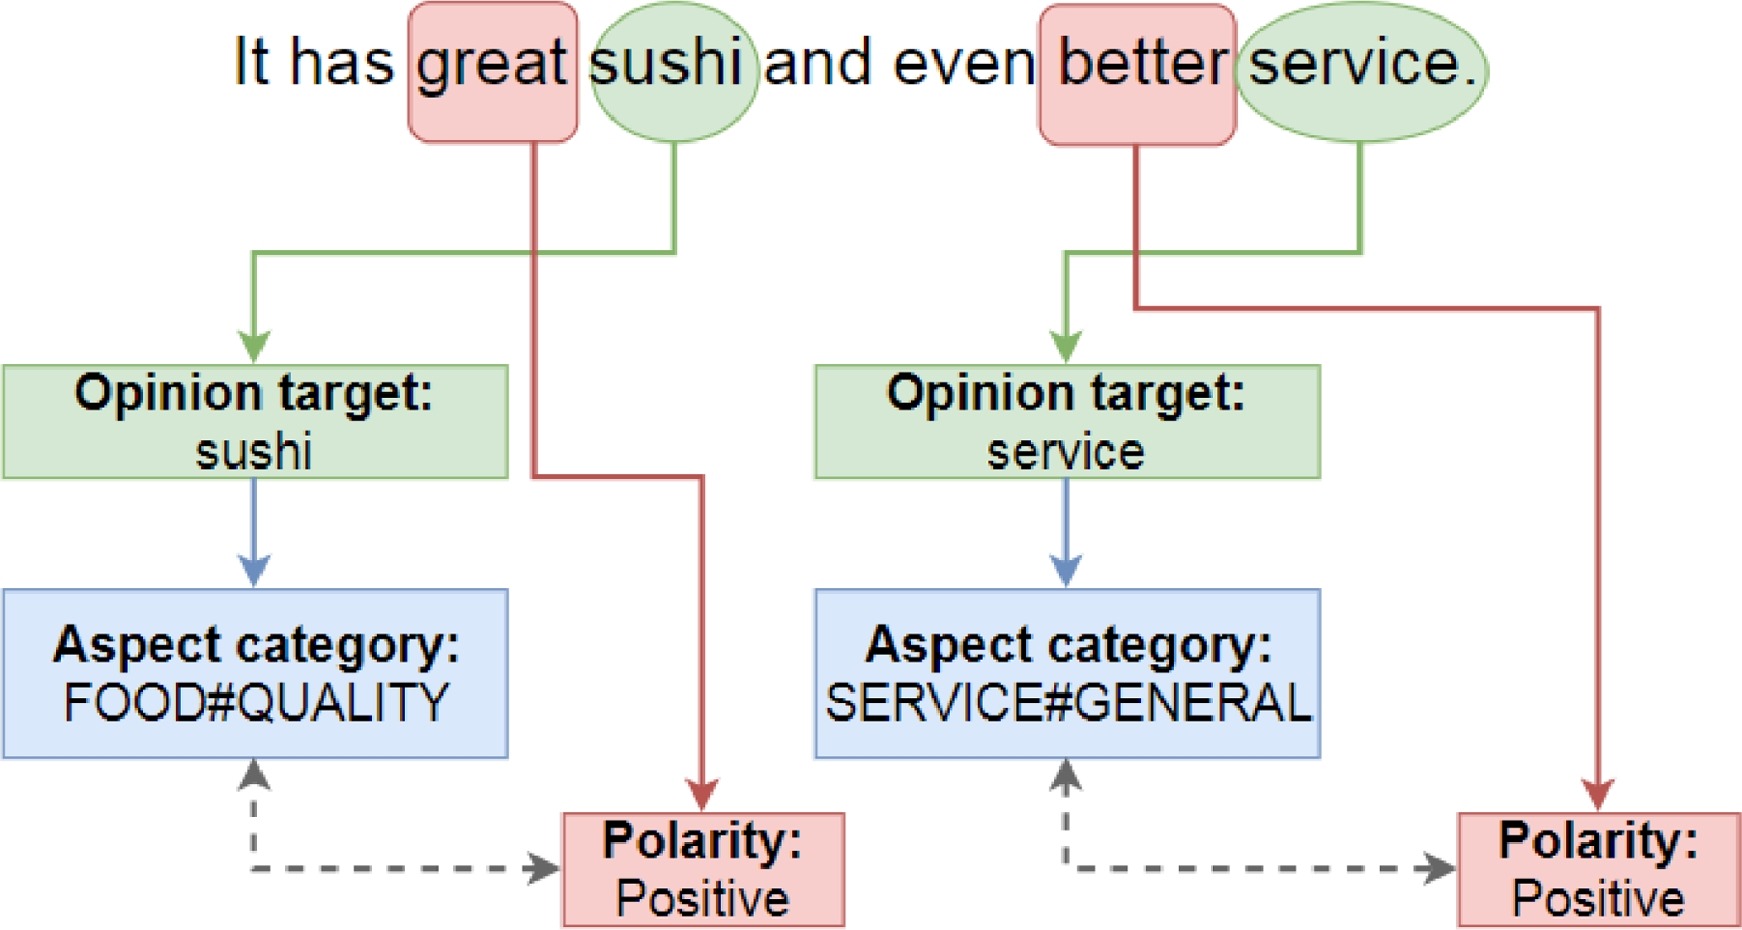 It has great sushi and even better service.
Opinion target:
sushi
Opinion target:
service
Aspect category:
FOOD#QUALITY
Aspect category:
SERVICE#GENERAL
Polarity:
Positive
Polarity:
Positive